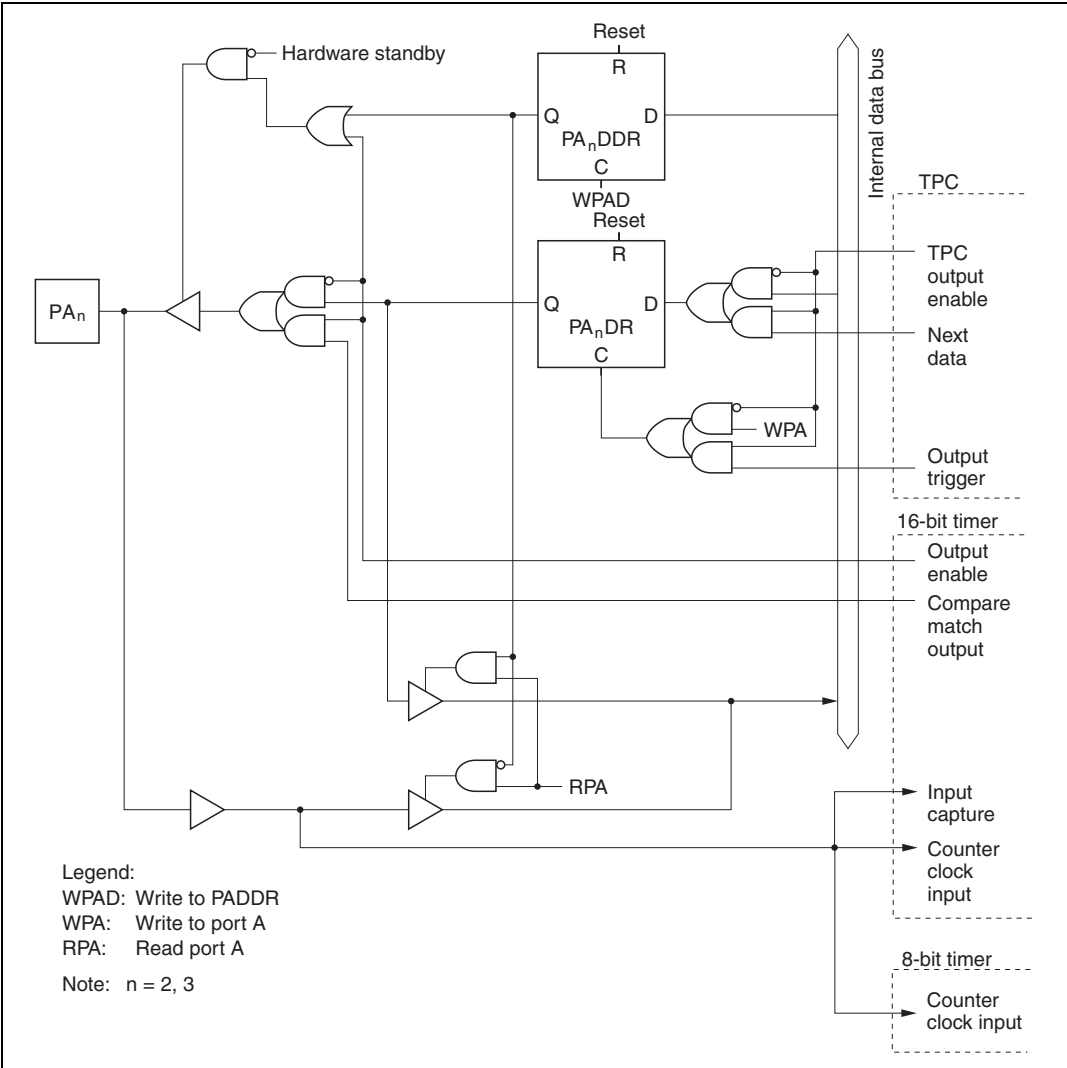 Reset
Hardware standby
R
Q
D
PAnDDR
C
WPAD
Internal data bus
TPC
Reset
R
Q
D
PAnDR
C
PAn
TPC
output
enable
Next
data
WPA
Output
trigger
16-bit timer
Output
enable
Compare
match
output
RPA
Input
capture
Counter
clock
input
Legend:
WPAD: Write to PADDR
WPA: Write to port A
RPA: Read port A
Note: n = 2, 3
8-bit timer
Counter
clock input